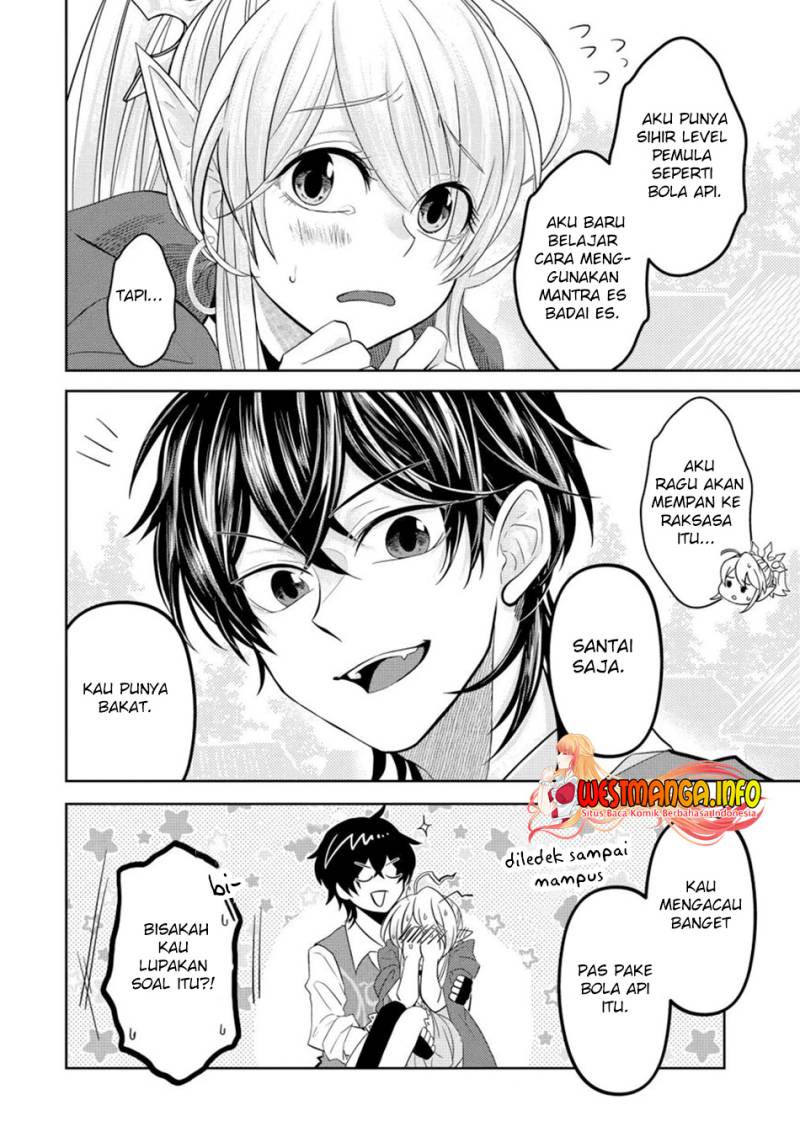 AKU PUNYA
SIHIR LEVEL
PEMULA
SEPERTI
BOLA API.
AKU BARU
BELAJAR
CARA MENG-
GUNAKAN
MANTRA ES
BADAI ES.
TAPI...
AKU
RAGU AKAN
MEMPAN KE
RAKSASA
ITU...
SANTAI
SAJA.
KAU PUNYA
BAKAT.
WESTMANGA.INFO
Situs Baca Komik Berbahasa Indonesia
KAU
MENGACAU
BANGET
PAS PAKE
BOLA API
ITU.
diledek sampai
mampus
bi-
BISAKAH
KAU
LUPAKAN
SOAL ITU?!